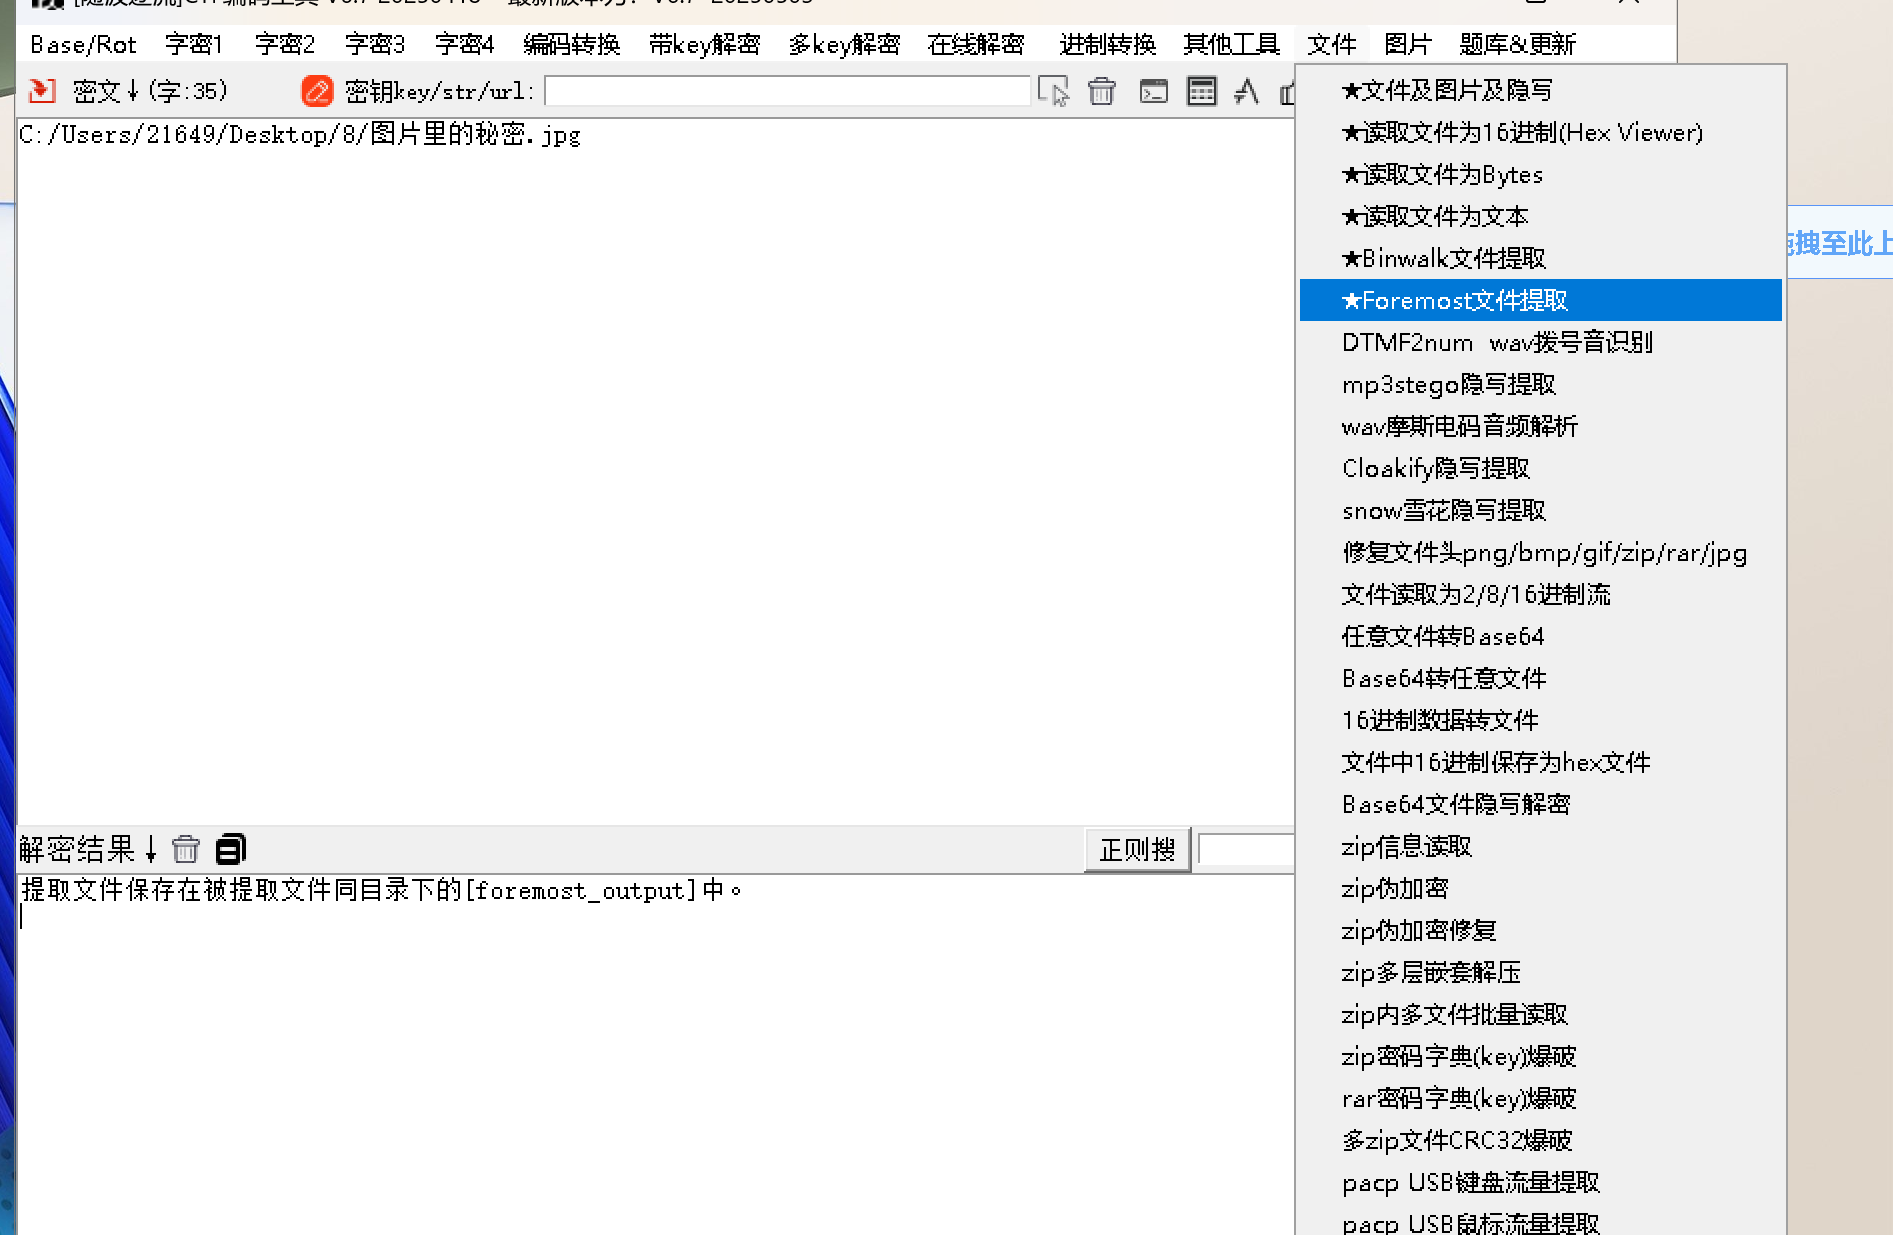 Base/Rot 字密1 字密2 字密3 字密4 编码转换 带key解密 多key解密 在线解密 进制转换 其他工具 文件 图片 题库&更新
密文↓(字:35) 密钥key/str/url:
C:/Users/21649/Desktop/8/图片里的秘密.jpg
★文件及图片及隐写
★读取文件为16进制(Hex Viewer)
★读取文件为Bytes
★读取文件为文本
★Binwalk文件提取
★Foremost文件提取
DTMF2num wav拨号音识别
mp3stego隐写提取
wav摩斯电码音频解析
Cloakify隐写提取
snow雪花隐写提取
修复文件头png/bmp/gif/zip/rar/jpg
文件读取为2/8/16进制流
任意文件转Base64
Base64转任意文件
16进制数据转文件
文件中16进制保存为hex文件
Base64文件隐写解密
zip信息读取
zip伪加密
zip伪加密修复
zip多层嵌套解压
zip内多文件批量读取
zip密码字典(key)爆破
rar密码字典(key)爆破
多zip文件CRC32爆破
pacp USB键盘流量提取
pacp USB鼠标流量提取
拽至此上
解密结果↓ 正则搜
提取文件保存在被提取文件同目录下的[foremost_output]中。